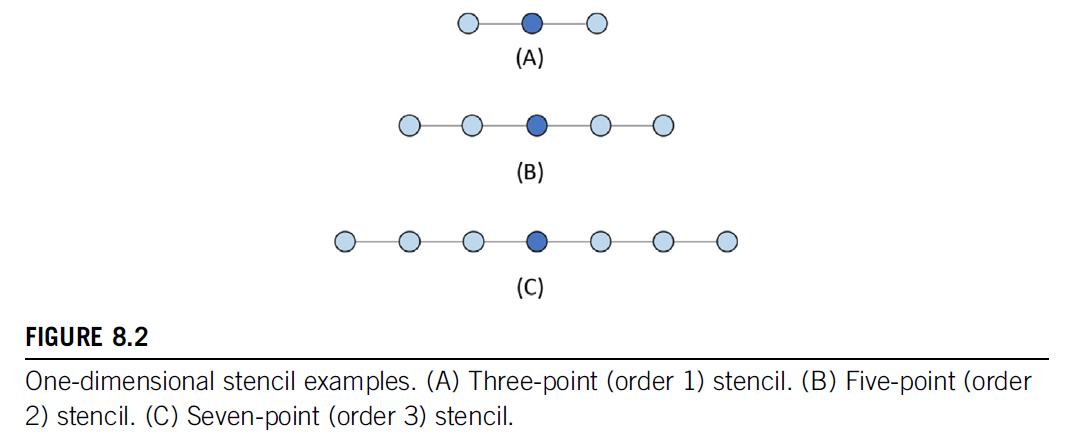 (A)
(B)
(C)
FIGURE 8.2
One-dimensional stencil examples. (A) Three-point (order 1) stencil. (B) Five-point (order
2) stencil. (C) Seven-point (order 3) stencil.